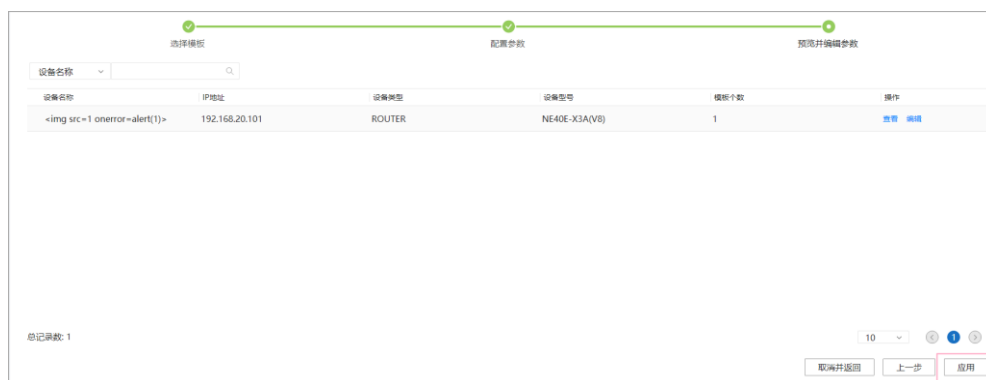 选择模板 配置参数 预览并编辑参数
设备名称
设备名称 IP地址 设备类型 设备型号 模板个数 操作
<img src=1 onerror=alert(1)> 192.168.20.101 ROUTER NE40E-X3A(V8) 1 查看 编辑
总记录数: 1 10 1
取消并返回 上一步 应用